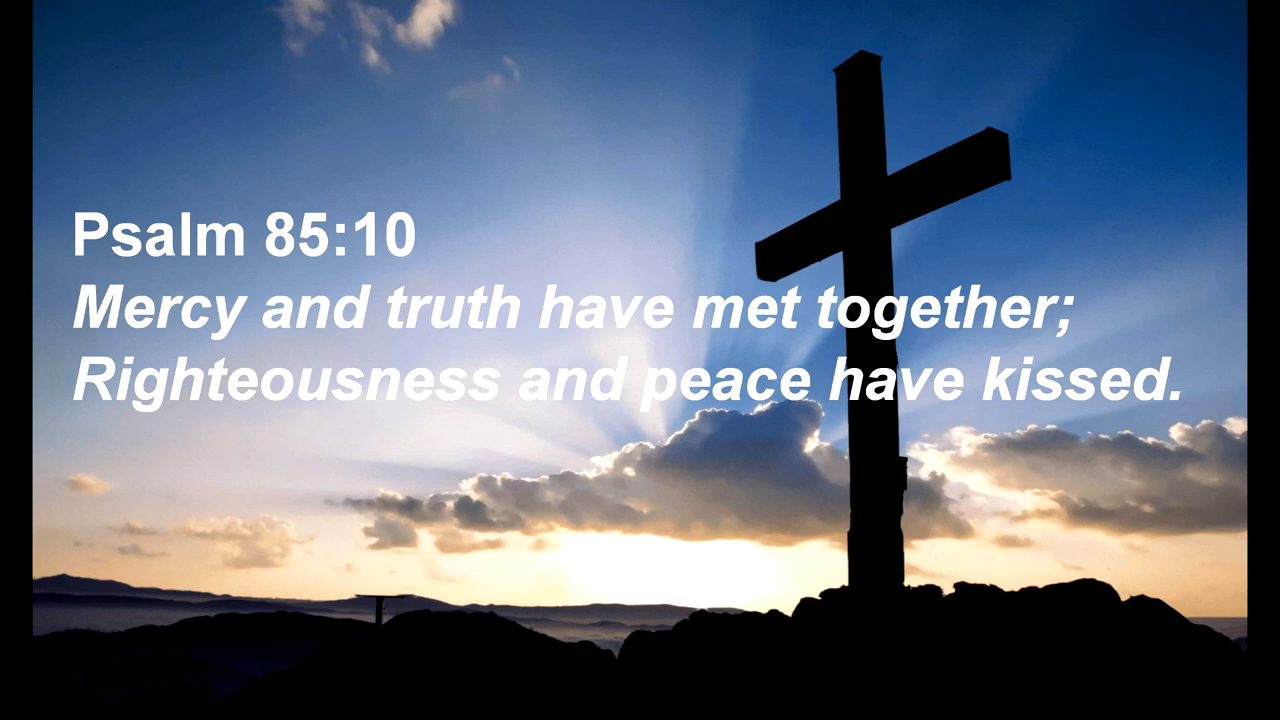 Psalm 85:10
Mercy and truth have met together;
Righteousness and peace have kissed.